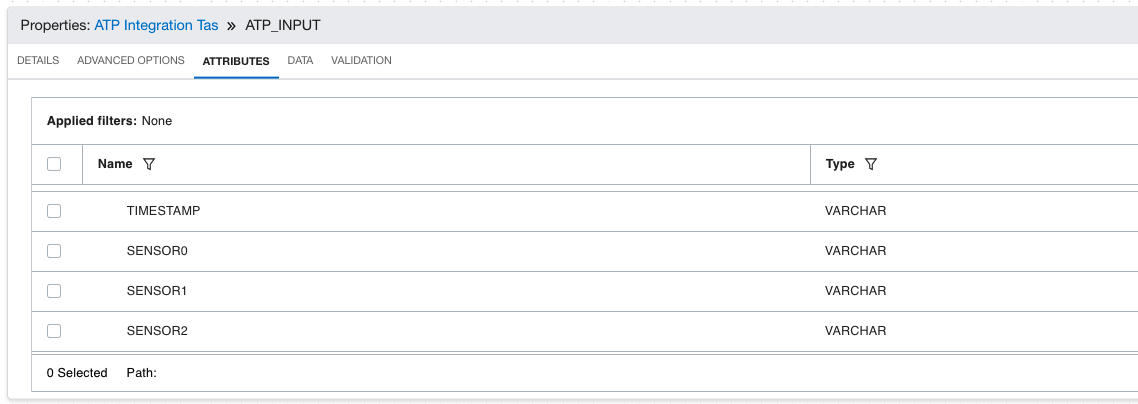 Properties: ATP Integration Tas » ATP_INPUT
DETAILS ADVANCED OPTIONS ATTRIBUTES DATA VALIDATION
Applied filters: None
Name Type
TIMESTAMP VARCHAR
SENSOR0 VARCHAR
SENSOR1 VARCHAR
SENSOR2 VARCHAR
0 Selected Path: